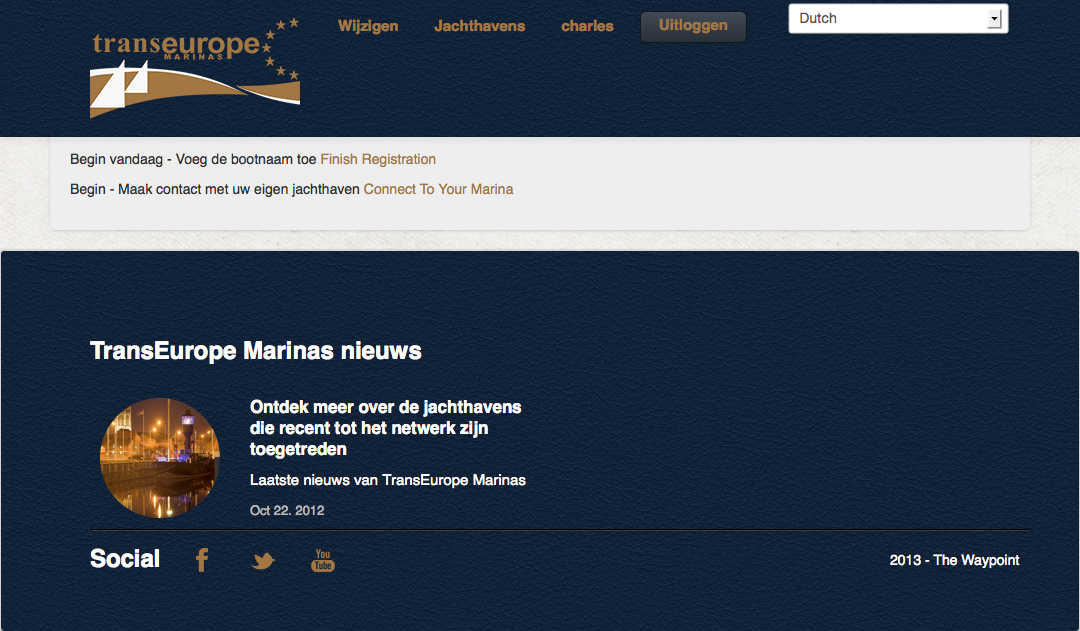 transeurope
MARINAS
Wijzigen
Jachthavens
charles
Uitloggen
Dutch
Begin vandaag - Voeg de bootnaam toe Finish Registration
Begin - Maak contact met uw eigen jachthaven Connect To Your Marina
TransEurope Marinas nieuws
Ontdek meer over de jachthavens
die recent tot het netwerk zijn
toegetreden
Laatste nieuws van TransEurope Marinas
Oct 22. 2012
Social
f
You
Tube
2013 - The Waypoint